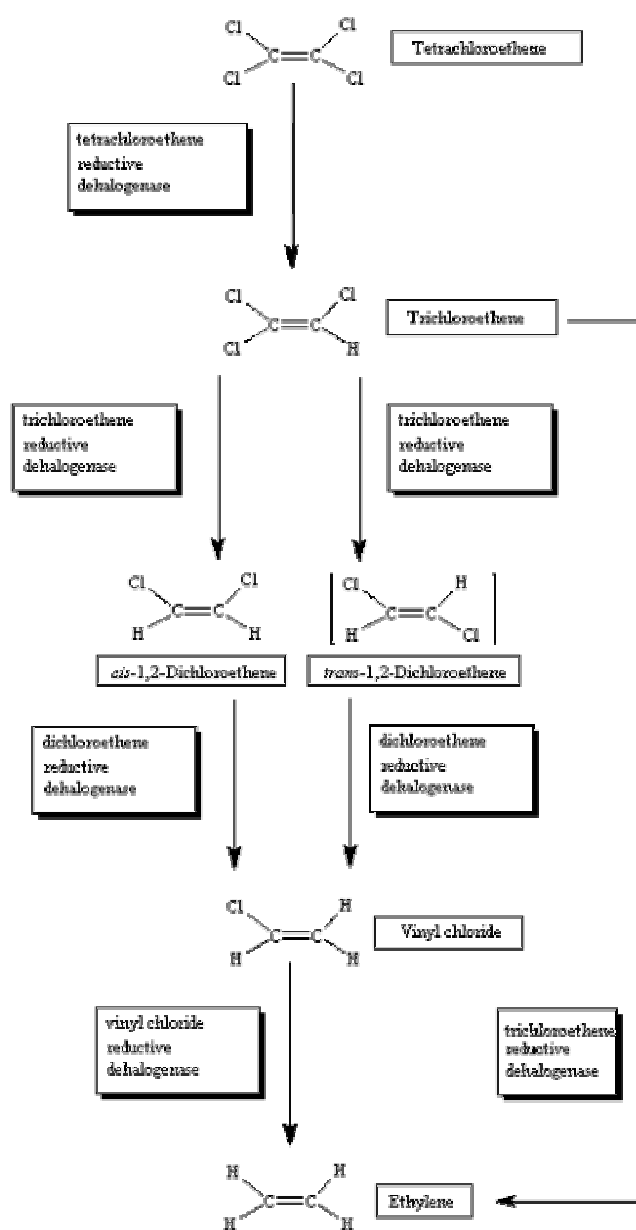 Cl Cl
C=C
Cl Cl
Tetrachloroethene
tetrachloroethene
reductive
dehalogenase
Cl Cl
C=C
Cl H
Trichloroethene
trichloroethene
reductive
dehalogenase
trichloroethene
reductive
dehalogenase
Cl Cl
C=C
H H
Cl H
C=C
H Cl
cis-1,2-Dichloroethene
trans-1,2-Dichloroethene
dichloroethene
reductive
dehalogenase
dichloroethene
reductive
dehalogenase
Cl H
C=C
H H
Vinyl chloride
vinyl chloride
reductive
dehalogenase
trichloroethene
reductive
dehalogenase
H H
C=C
H H
Ethylene